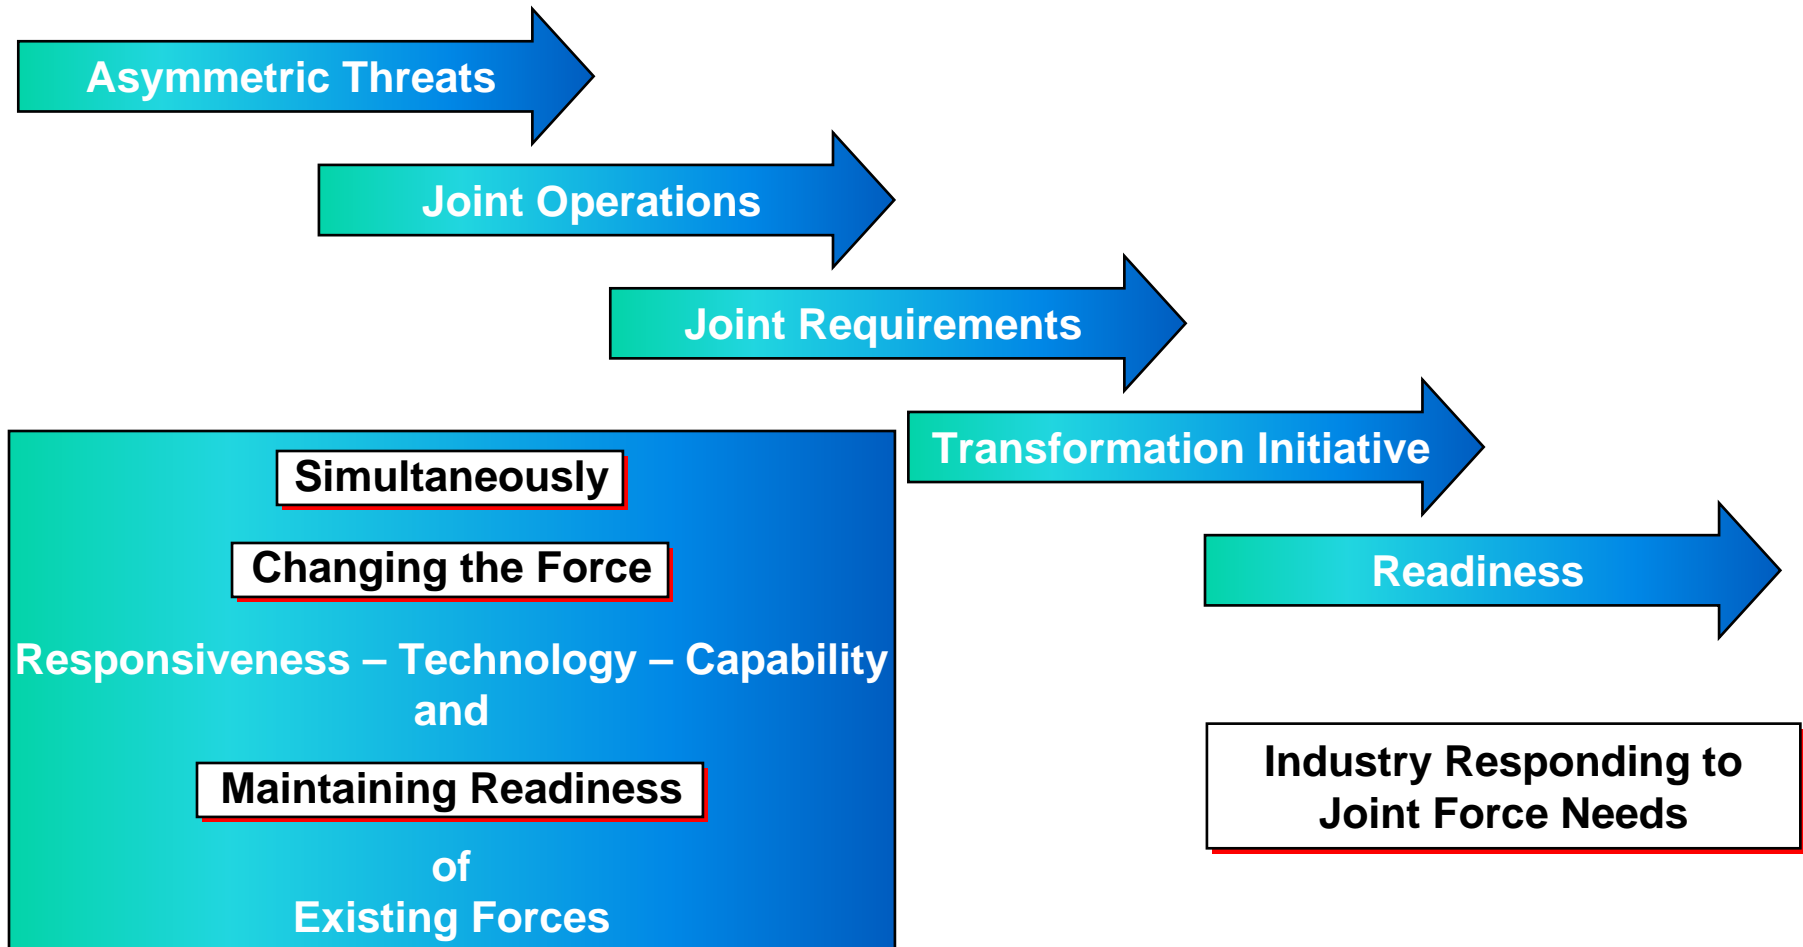 Asymmetric Threats
Joint Operations
Joint Requirements
Transformation Initiative
Readiness
Simultaneously
Changing the Force
Responsiveness – Technology – Capability
and
Maintaining Readiness
of
Existing Forces
Industry Responding to
Joint Force Needs